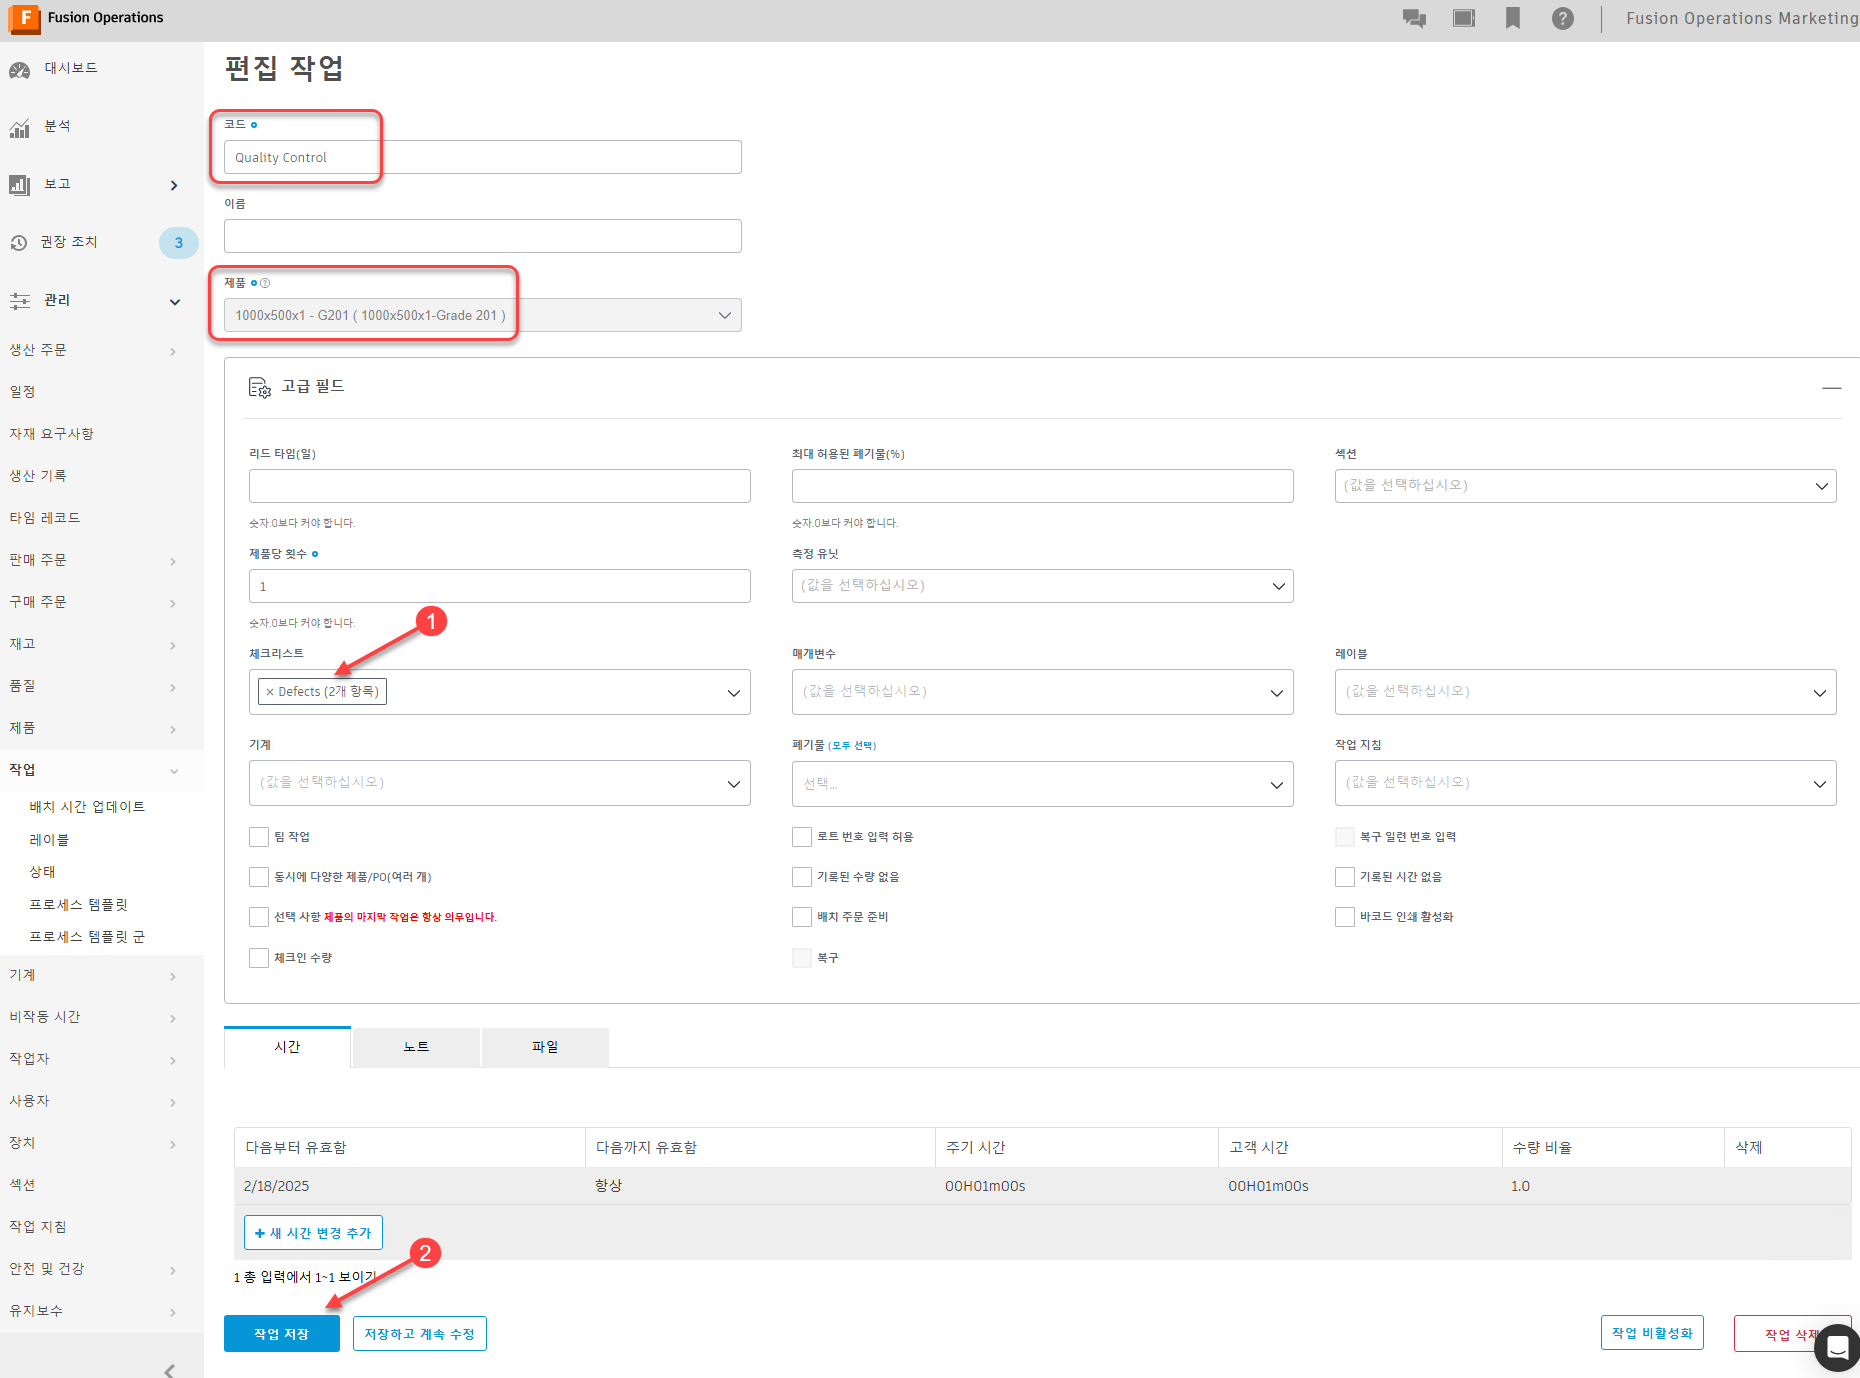 Fusion Operations
Fusion Operations Marketing
대시보드
분석
보고
권장 조치
3
관리
생산 주문
일정
자재 요구사항
생산 기록
타임 레코드
판매 주문
구매 주문
재고
품질
제품
작업
배치 시간 업데이트
레이블
상태
프로세스 템플릿
프로세스 템플릿 군
기계
비작동 시간
작업자
사용자
장치
섹션
작업 지침
안전 및 건강
유지보수
편집 작업
코드
Quality Control
이름
제품
1000x500x1 - G201 ( 1000x500x1-Grade 201 )
고급 필드
리드 타임(일)
최대 허용된 폐기물(%)
섹션
(값을 선택하십시오)
숫자.0보다 커야 합니다.
숫자.0보다 커야 합니다.
제품당 횟수
측정 유닛
1
(값을 선택하십시오)
숫자.0보다 커야 합니다.
1
체크리스트
매개변수
레이블
× Defects (2개 항목)
(값을 선택하십시오)
(값을 선택하십시오)
기계
폐기물 (모두 선택)
작업 지침
(값을 선택하십시오)
선택...
(값을 선택하십시오)
팀 작업
로트 번호 입력 허용
복구 일련 번호 입력
동시에 다양한 제품/PO(여러 개)
기록된 수량 없음
기록된 시간 없음
선택 사항 제품의 마지막 작업은 항상 의무입니다.
배치 주문 준비
바코드 인쇄 활성화
체크인 수량
복구
시간
노트
파일
다음부터 유효함
다음까지 유효함
주기 시간
고객 시간
수량 비율
삭제
2/18/2025
항상
00H01m00s
00H01m00s
1.0
+ 새 시간 변경 추가
2
1 총 입력에서 1~1 보이기
작업 저장
저장하고 계속 수정
작업 비활성화
작업 삭제